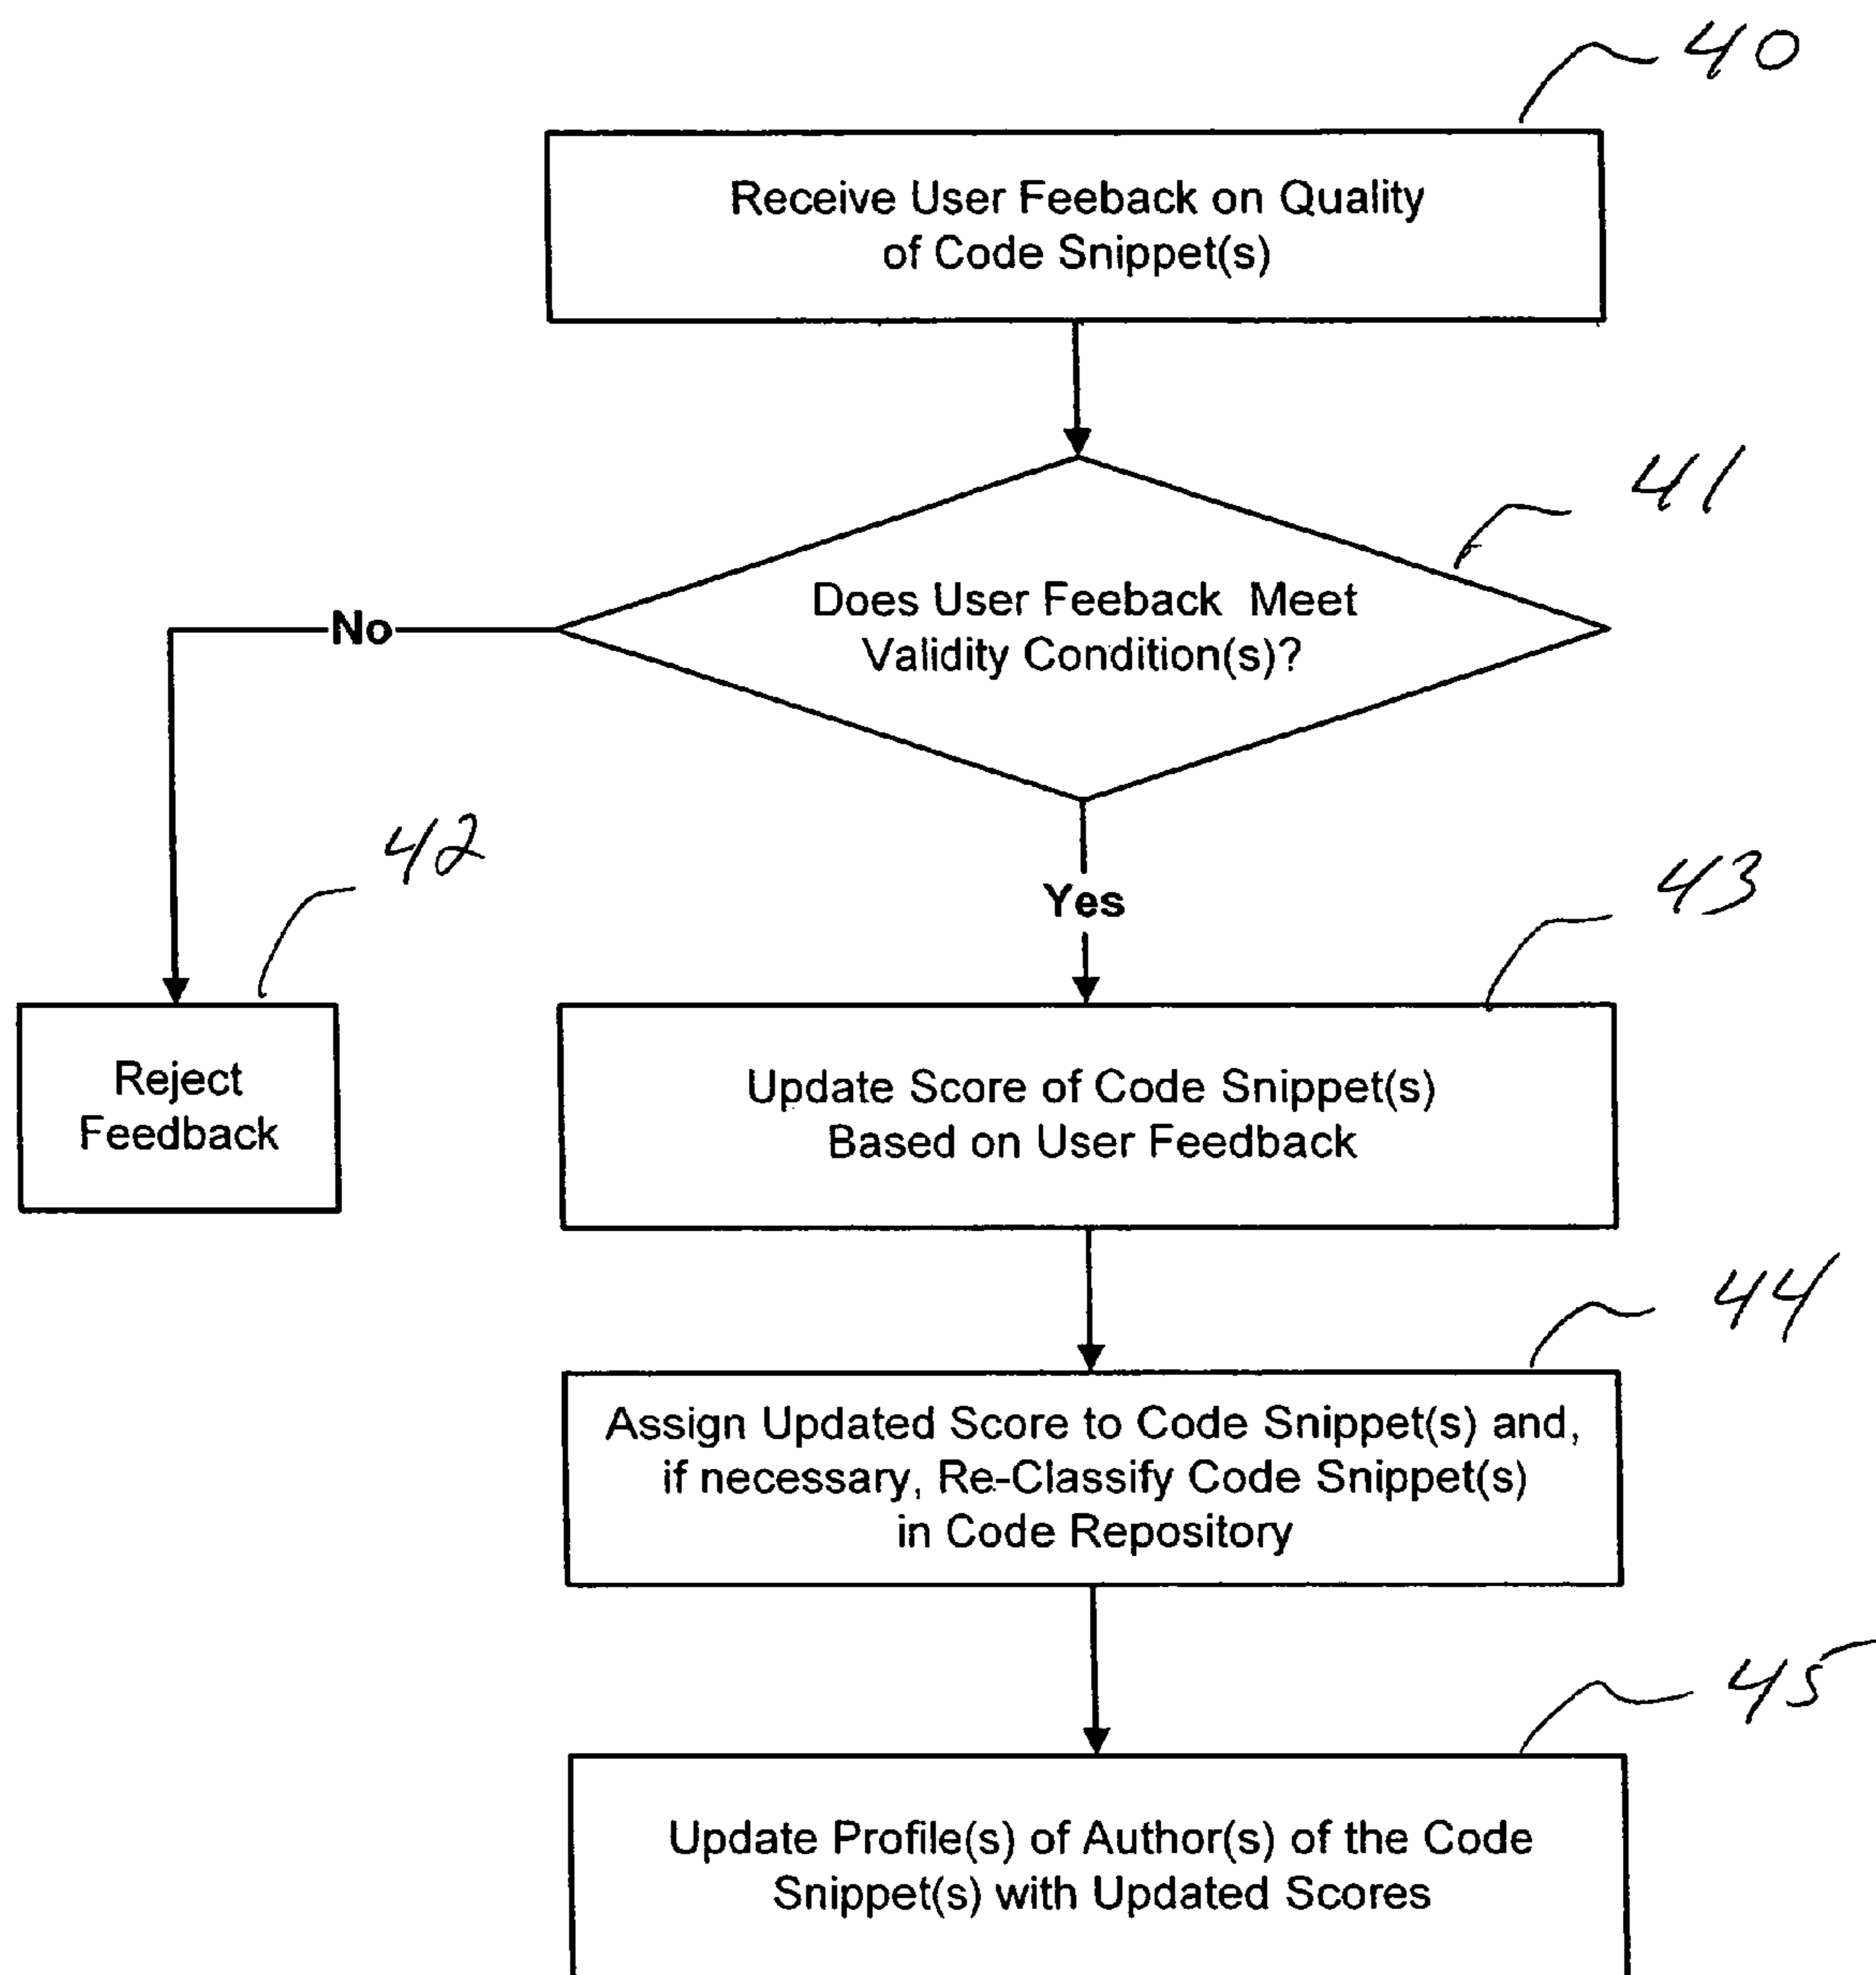 40
Receive User Feeback on Quality
of Code Snippet(s)
41
Does User Feeback Meet
Validity Condition(s)?
No
42
Yes
43
Reject
Feedback
Update Score of Code Snippet(s)
Based on User Feedback
44
Assign Updated Score to Code Snippet(s) and,
if necessary, Re-Classify Code Snippet(s)
in Code Repository
45
Update Profile(s) of Author(s) of the Code
Snippet(s) with Updated Scores